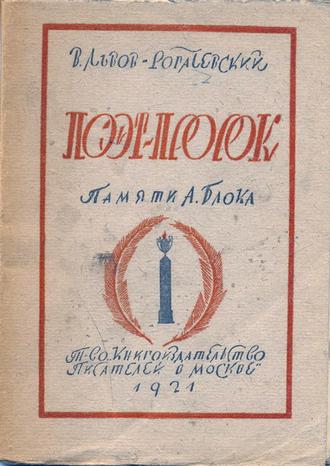 В. Львов-Рогачевский
ПОЭТ-ПРОРОК
Памяти А. Блока
Т-во „Книгоиздательство
Писателей в Москве"
1921